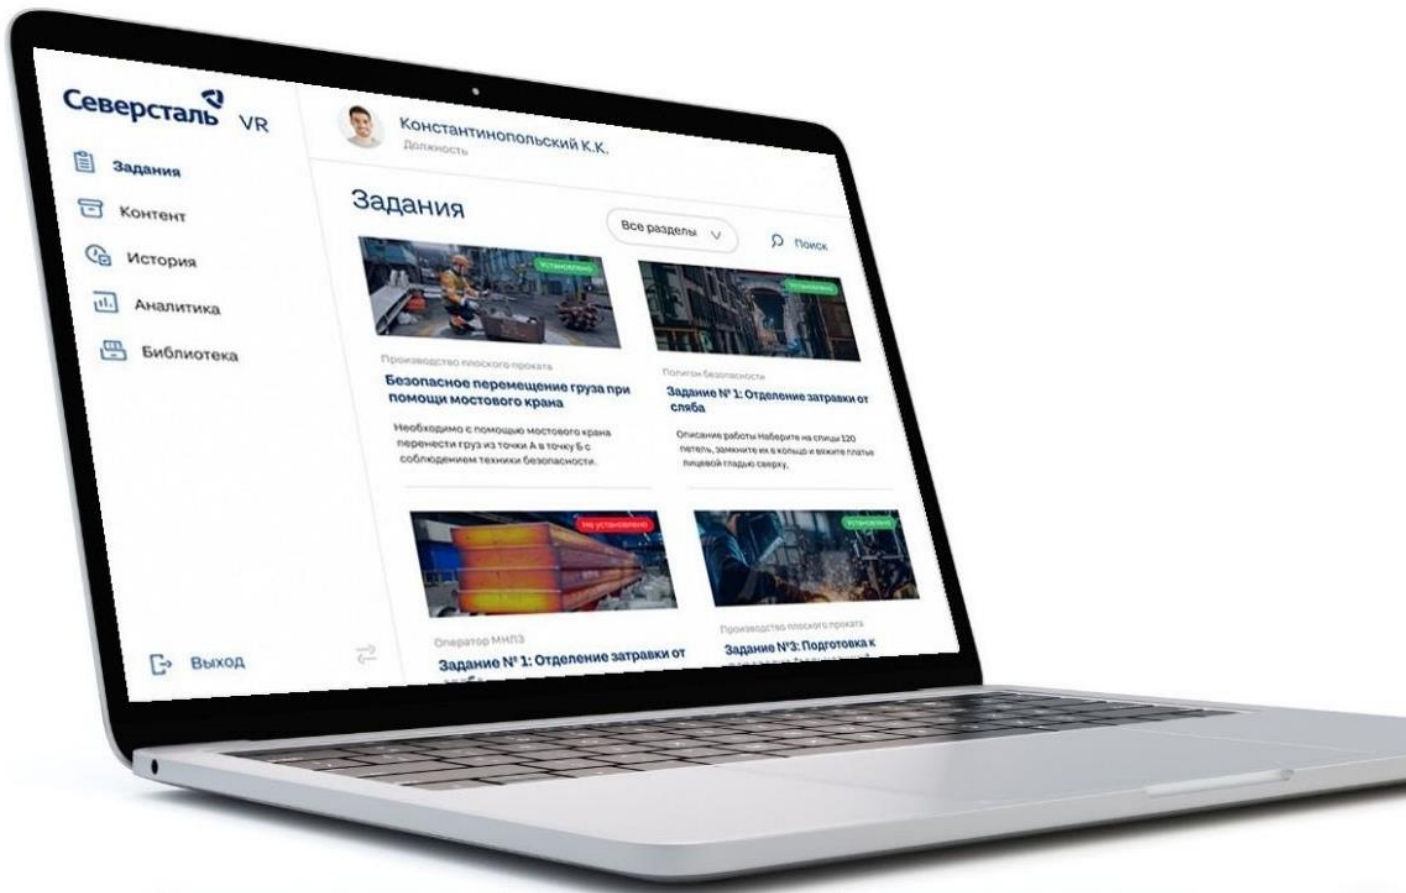 Северсталь VR
Задания
Контент
История
Аналитика
Библиотека
Выход
Константинопольский К.К.
Должность
Задания
Все разделы
Поиск
Установлено
Производство плоского проката
Безопасное перемещение груза при
помощи мостового крана
Необходимо с помощью мостового крана
перенести груз из точки А в точку Б с
соблюдением техники безопасности.
Установлено
Полигон безопасности
Задание № 1: Отделение затравки от
сляба
Описание работы Наберите на спицы 120
петель, замкните их в кольцо и вяжите платье
лицевой гладью сверху,
Не установлено
Оператор МНЛЗ
Задание № 1: Отделение затравки от
Установлено
Производство плоского проката
Задание №3: Подготовка к